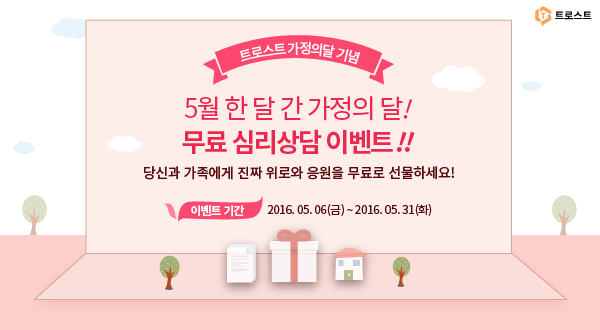 트로스트
트로스트 가정의달 기념
5월 한 달 간 가정의 달!
무료 심리상담 이벤트!!
당신과 가족에게 진짜 위로와 응원을 무료로 선물하세요!
이벤트 기간 2016. 05. 06(금) ~ 2016. 05. 31(화)